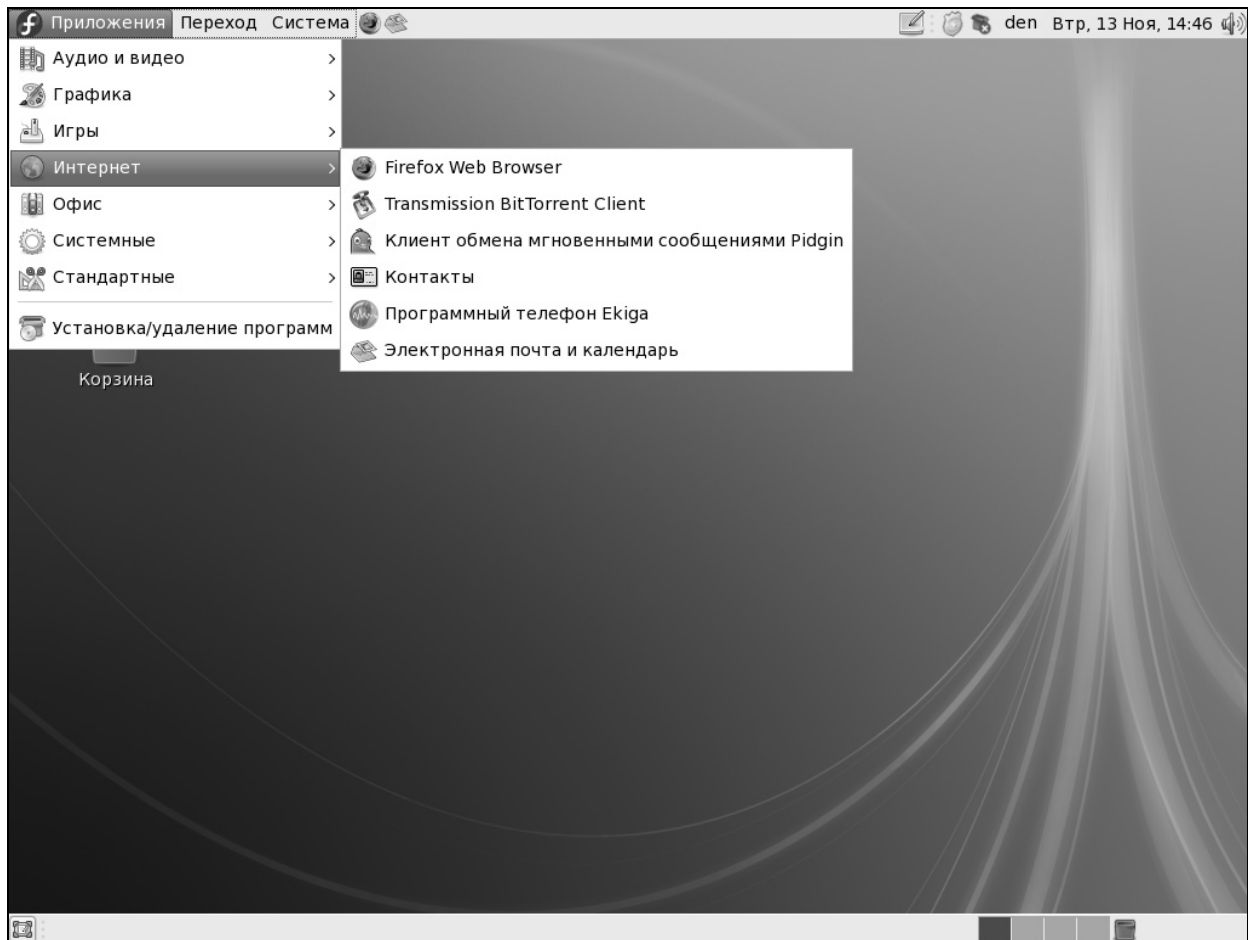 Приложения Переход Система den Втр, 13 Ноя, 14:46
Аудио и видео
Графика
Игры
Интернет
Офис
Системные
Стандартные
Установка/удаление программ
Firefox Web Browser
Transmission BitTorrent Client
Клиент обмена мгновенными сообщениями Pidgin
Контакты
Программный телефон Ekiga
Электронная почта и календарь
Корзина